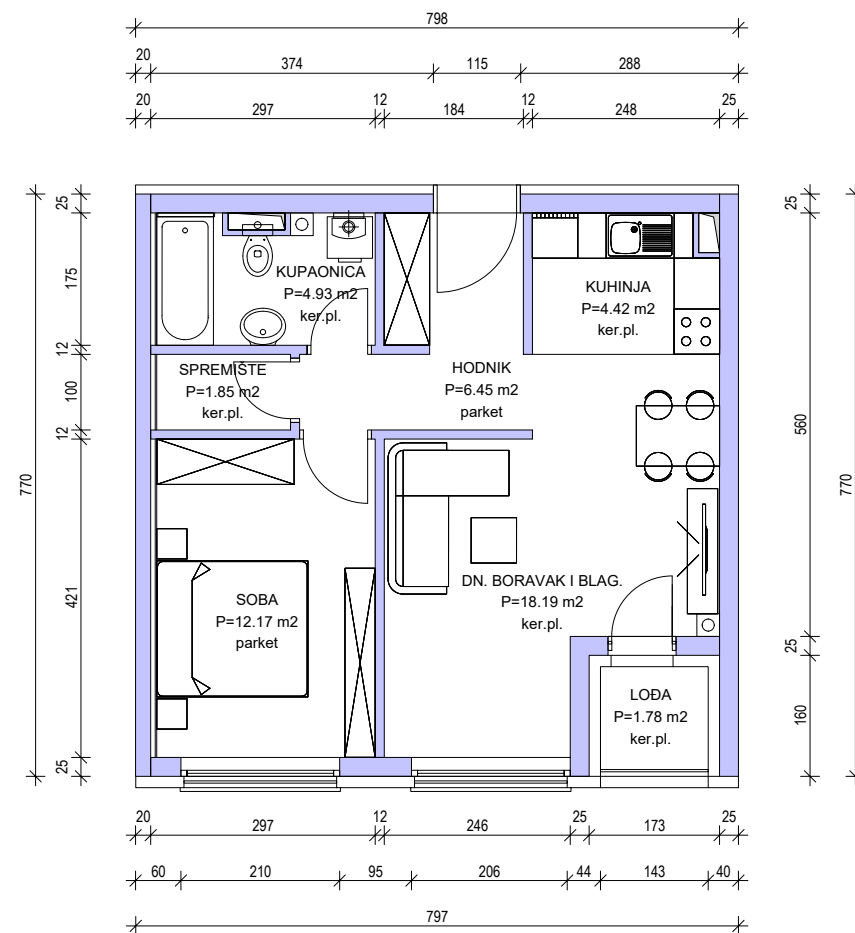 798
20 374 115 288
20 297 12 184 12 248 25
25
175
12
100
12
421
25
770
25
560
25
160
770
KUPAONICA
P=4.93 m2
ker.pl.
KUHINJA
P=4.42 m2
ker.pl.
SPREMIŠTE
P=1.85 m2
ker.pl.
HODNIK
P=6.45 m2
parket
DN. BORAVAK I BLAG.
P=18.19 m2
ker.pl.
SOBA
P=12.17 m2
parket
LOĐA
P=1.78 m2
ker.pl.
20 297 12 246 25 173 25
60 210 95 206 44 143 40
797